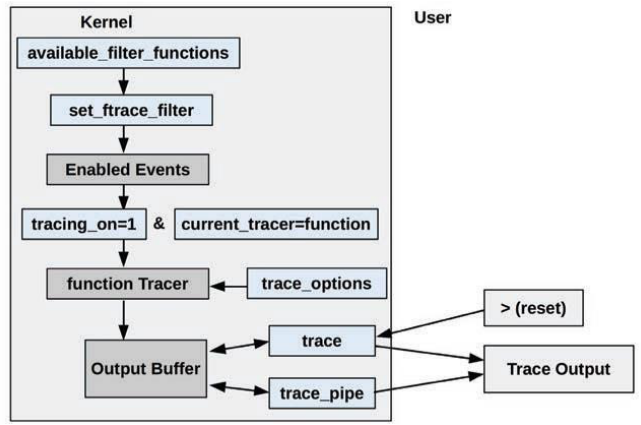 Kernel
User
available_filter_functions
set_ftrace_filter
Enabled Events
tracing_on=1 & current_tracer=function
function Tracer
trace_options
> (reset)
Output Buffer
trace
Trace Output
trace_pipe